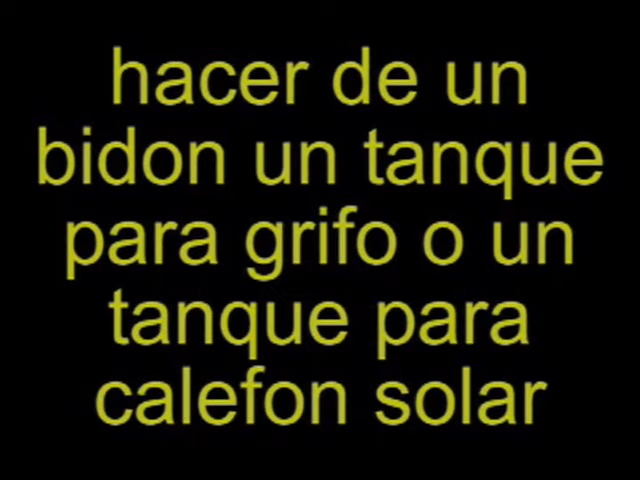 hacer de un
bidon un tanque
para grifo o un
tanque para
calefon solar